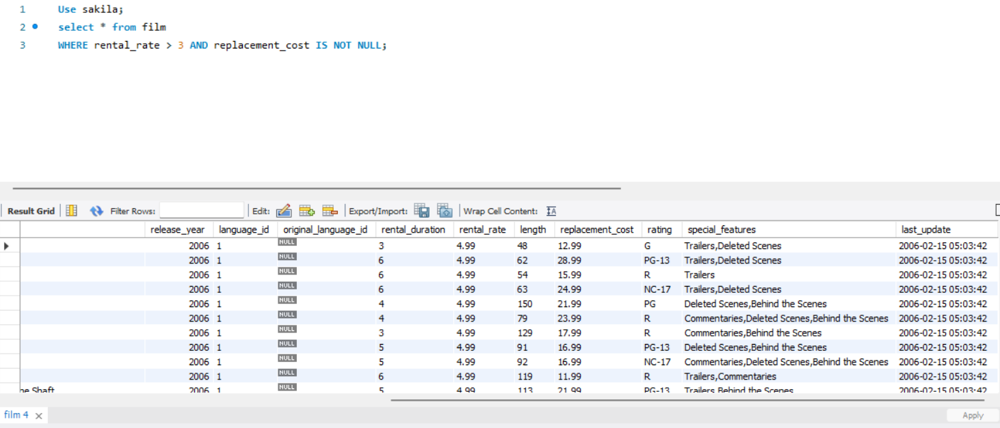 1 Use sakila;
2 select * from film
3 WHERE rental_rate > 3 AND replacement_cost IS NOT NULL;
Result Grid Filter Rows: Edit: Export/Import: Wrap Cell Content: IA
release_year language_id original_language_id rental_duration rental_rate length replacement_cost rating special_features last_update
2006 1 NULL 3 4.99 48 12.99 G Trailers,Deleted Scenes 2006-02-15 05:03:42
2006 1 NULL 6 4.99 62 28.99 PG-13 Trailers,Deleted Scenes 2006-02-15 05:03:42
2006 1 NULL 6 4.99 54 15.99 R Trailers 2006-02-15 05:03:42
2006 1 NULL 6 4.99 63 24.99 NC-17 Trailers,Deleted Scenes 2006-02-15 05:03:42
2006 1 NULL 4 4.99 150 21.99 PG Deleted Scenes,Behind the Scenes 2006-02-15 05:03:42
2006 1 NULL 4 4.99 79 23.99 R Commentaries,Deleted Scenes,Behind the Scenes 2006-02-15 05:03:42
2006 1 NULL 3 4.99 129 17.99 R Commentaries,Behind the Scenes 2006-02-15 05:03:42
2006 1 NULL 5 4.99 91 16.99 PG-13 Deleted Scenes,Behind the Scenes 2006-02-15 05:03:42
2006 1 NULL 5 4.99 92 16.99 NC-17 Commentaries,Deleted Scenes,Behind the Scenes 2006-02-15 05:03:42
2006 1 NULL 6 4.99 119 11.99 R Trailers,Commentaries 2006-02-15 05:03:42
Shaft 2006 1 NULL 5 4.99 113 21.99 PG-13 Trailers,Behind the Scenes 2006-02-15 05:03:42
film 4 Apply